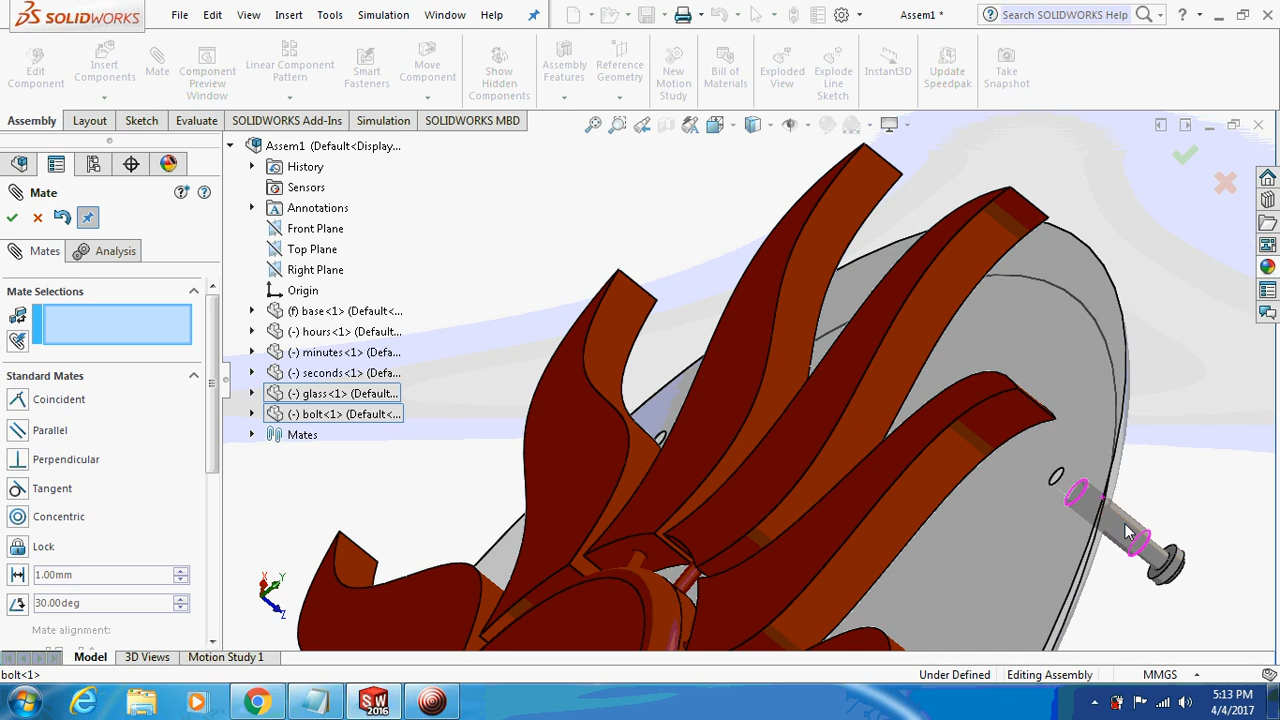 SOLIDWORKS
File Edit View Insert Tools Simulation Window Help
Assem1 *
Search SOLIDWORKS Help
?
Edit Component
Insert Components
Mate
Component Preview Window
Linear Component Pattern
Smart Fasteners
Move Component
Show Hidden Components
Assembly Features
Reference Geometry
New Motion Study
Bill of Materials
Exploded View
Explode Line Sketch
Instant3D
Update Speedpak
Take Snapshot
Assembly Layout Sketch Evaluate SOLIDWORKS Add-Ins Simulation SOLIDWORKS MBD
Assem1 (Default<Display...
History
Sensors
Annotations
Front Plane
Top Plane
Right Plane
Origin
(f) base<1> (Default<...
(-) hours<1> (Default...
(-) minutes<1> (Defa...
(-) seconds<1> (Defa...
(-) glass<1> (Default...
(-) bolt<1> (Default<...
Mates
Mate
Mates Analysis
Mate Selections
Standard Mates
Coincident
Parallel
Perpendicular
Tangent
Concentric
Lock
1.00mm
30.00deg
Mate alignment:
X Y Z
Model 3D Views Motion Study 1
bolt<1>
Under Defined Editing Assembly MMGS
SW 2016
5:13 PM
4/4/2017